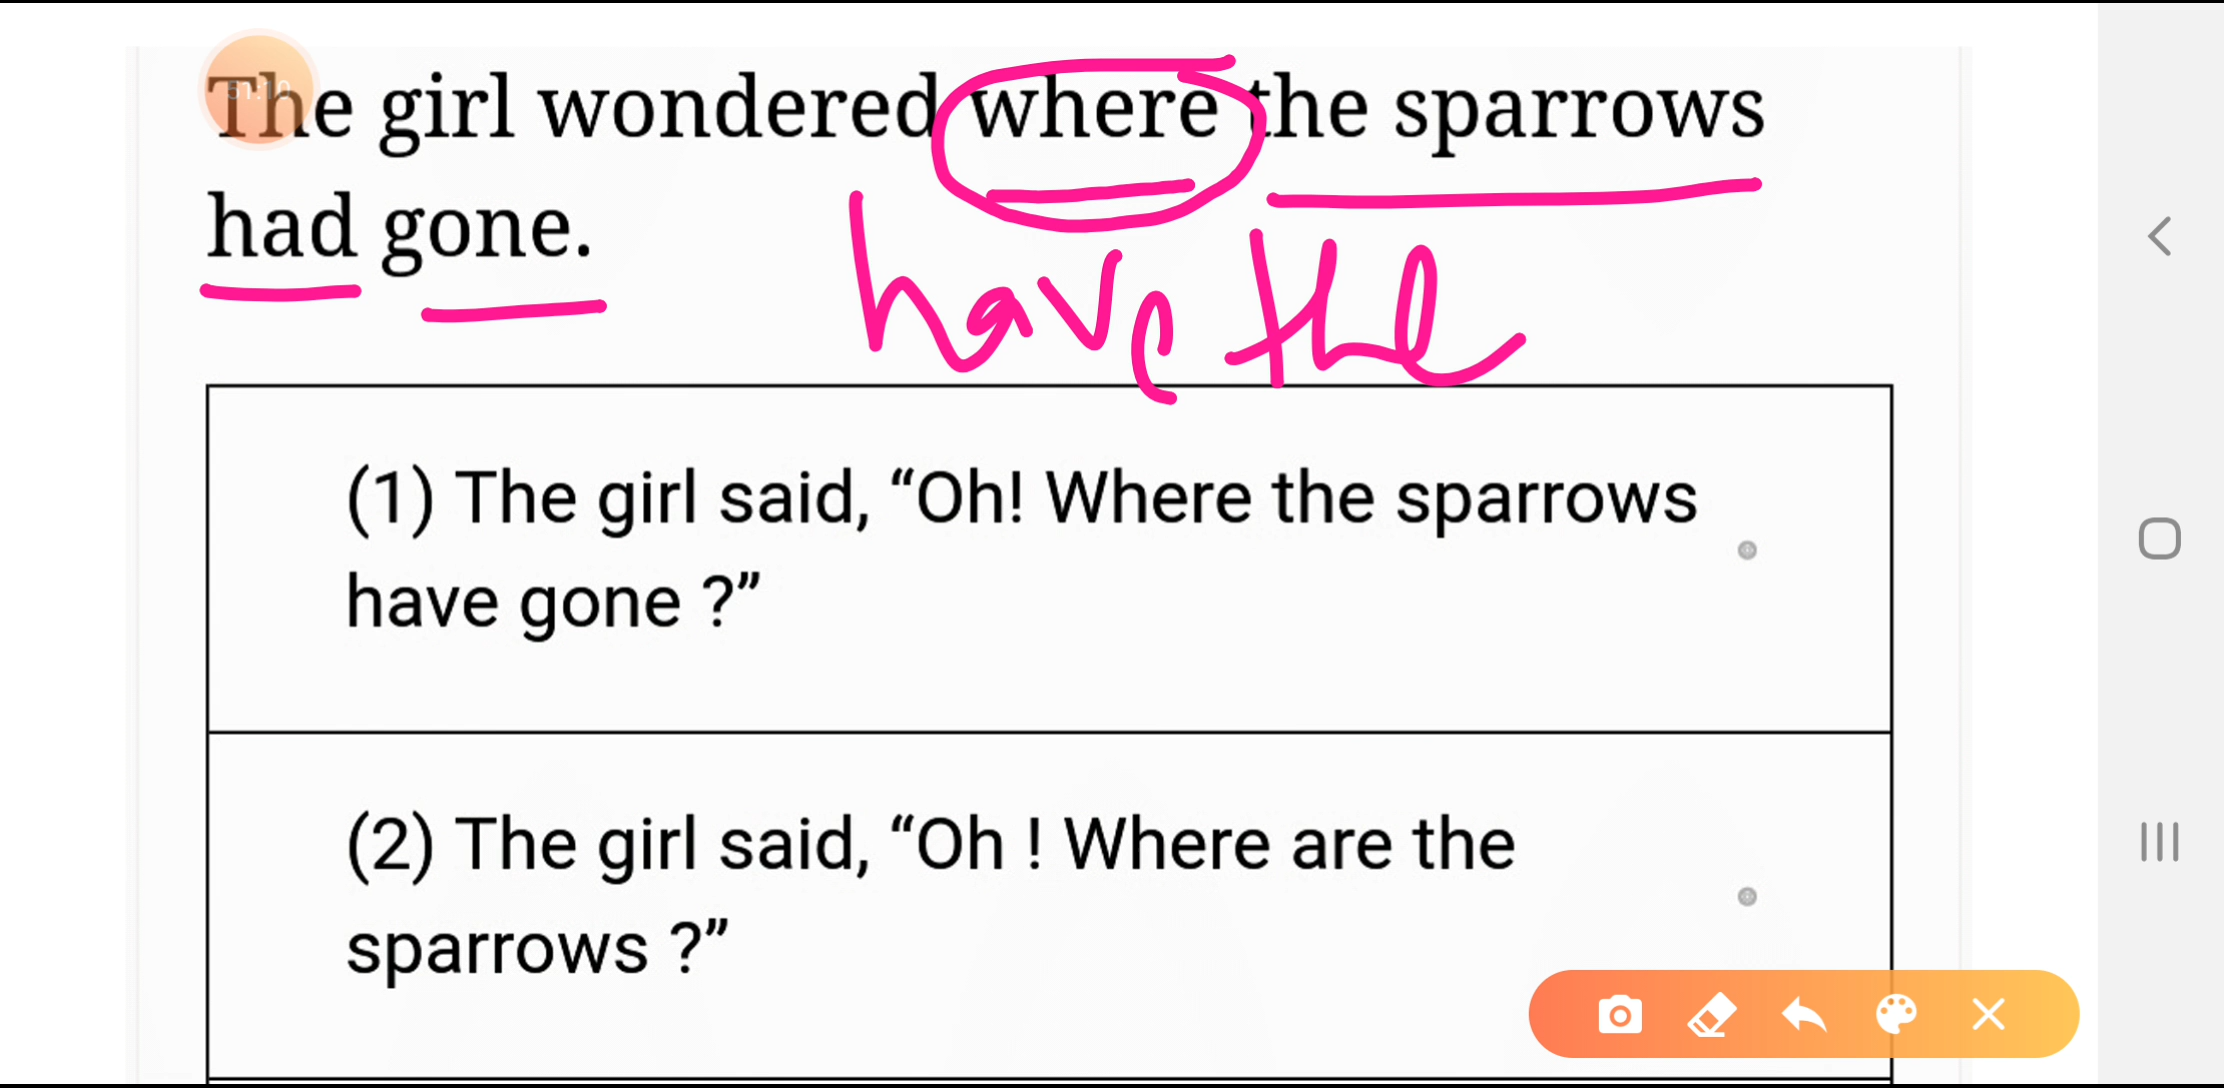 The girl wondered where the sparrows
had gone.
have the
(1) The girl said, “Oh! Where the sparrows
have gone ?”
(2) The girl said, “Oh ! Where are the
sparrows ?”